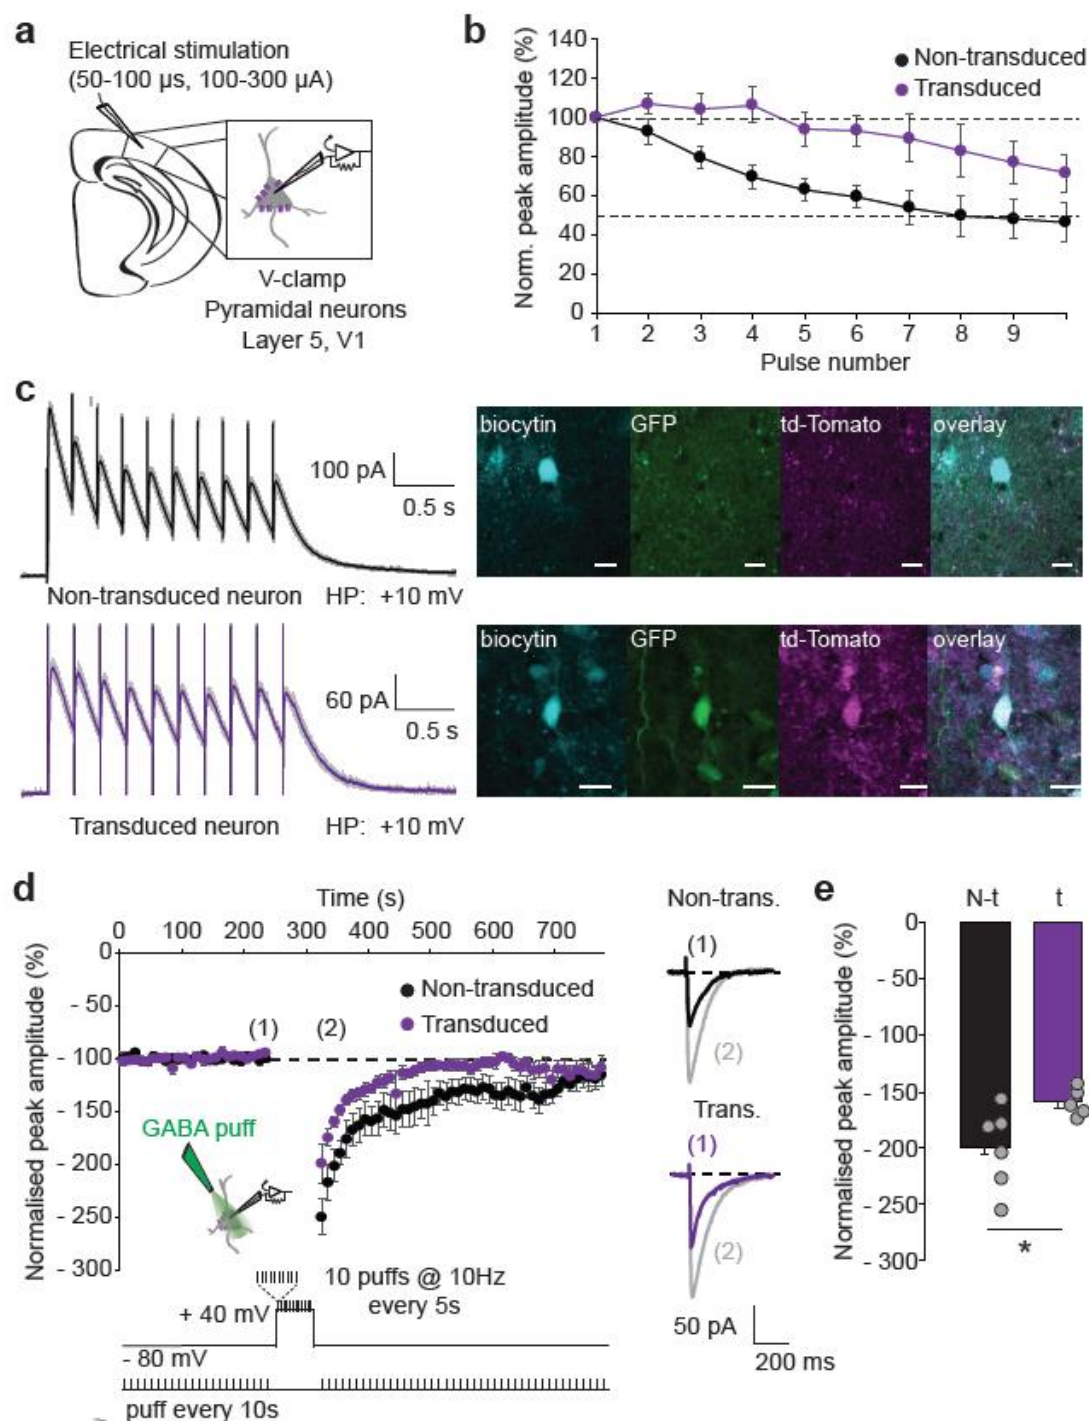 a
Electrical stimulation
(50-100 µs, 100-300 µA)
V-clamp
Pyramidal neurons
Layer 5, V1
b
Norm. peak amplitude (%)
140
120
100
80
60
40
20
0
1 2 3 4 5 6 7 8 9
Pulse number
Non-transduced
Transduced
c
100 pA
0.5 s
Non-transduced neuron HP: +10 mV
60 pA
0.5 s
Transduced neuron HP: +10 mV
biocytin GFP td-Tomato overlay
biocytin GFP td-Tomato overlay
d
Time (s)
0 100 200 300 400 500 600 700
Normalised peak amplitude (%)
0
- 50
- 100
- 150
- 200
- 250
- 300
Non-transduced
Transduced
(1) (2)
GABA puff
10 puffs @ 10Hz
every 5s
+ 40 mV
- 80 mV
puff every 10s
Non-trans.
(1)
(2)
Trans.
(1)
(2)
50 pA
200 ms
e
N-t t
Normalised peak amplitude (%)
0
- 50
- 100
- 150
- 200
- 250
- 300
*